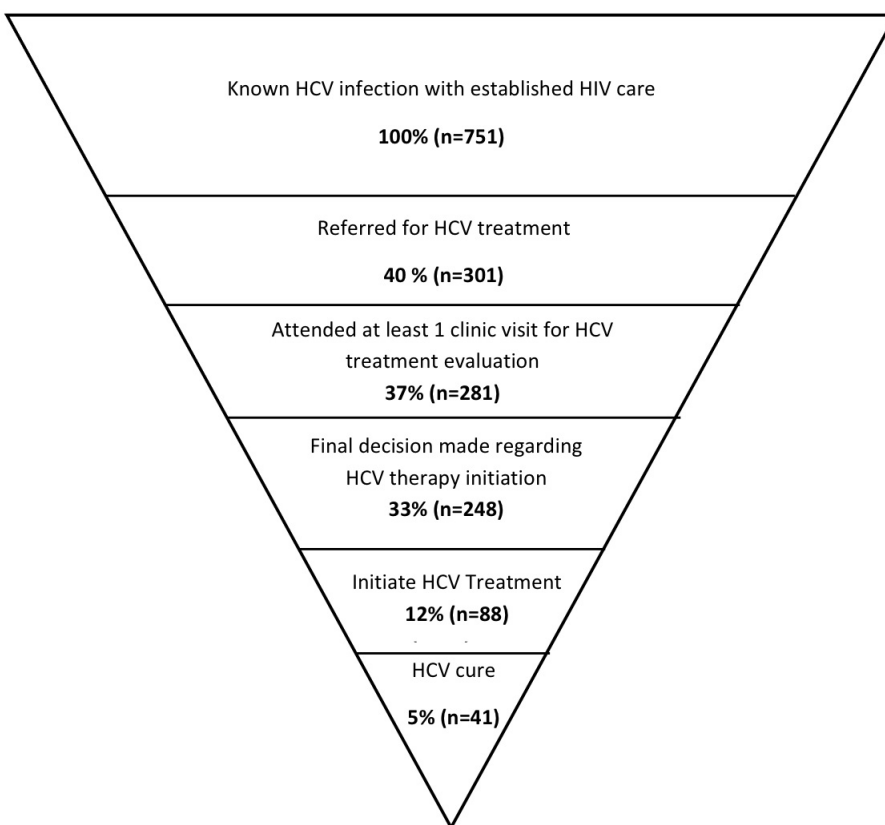 Known HCV infection with established HIV care
100% (n=751)
Referred for HCV treatment
40 % (n=301)
Attended at least 1 clinic visit for HCV
treatment evaluation
37% (n=281)
Final decision made regarding
HCV therapy initiation
33% (n=248)
Initiate HCV Treatment
12% (n=88)
HCV cure
5% (n=41)